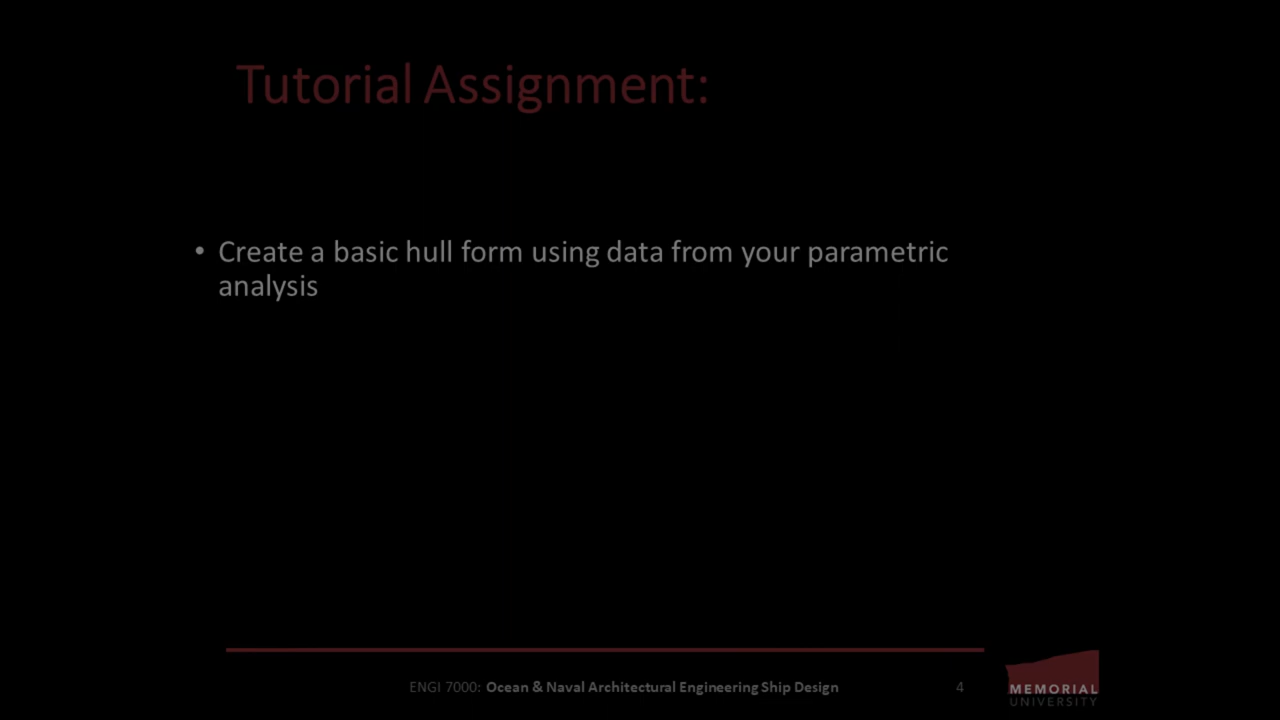 Tutorial Assignment:
• Create a basic hull form using data from your parametric
analysis
ENGI 7000: Ocean & Naval Architectural Engineering Ship Design
4
MEMORIAL
UNIVERSITY